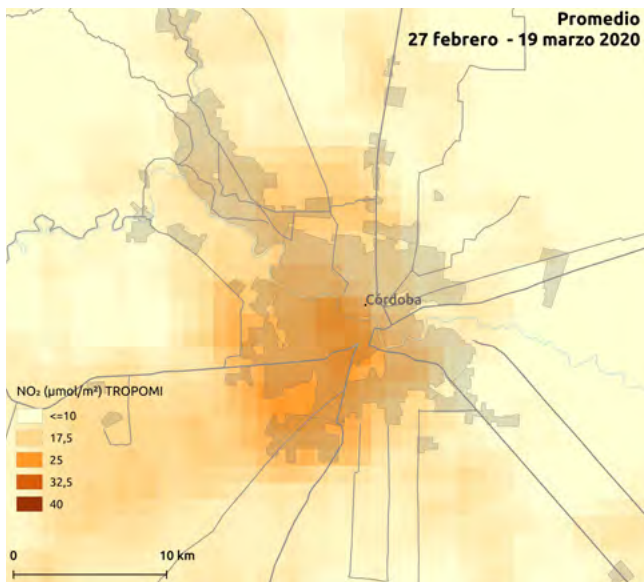 Promedio
27 febrero - 19 marzo 2020
Córdoba
NO₂ (μmol/m²) TROPOMI
<=10
17,5
25
32,5
40
0 10 km